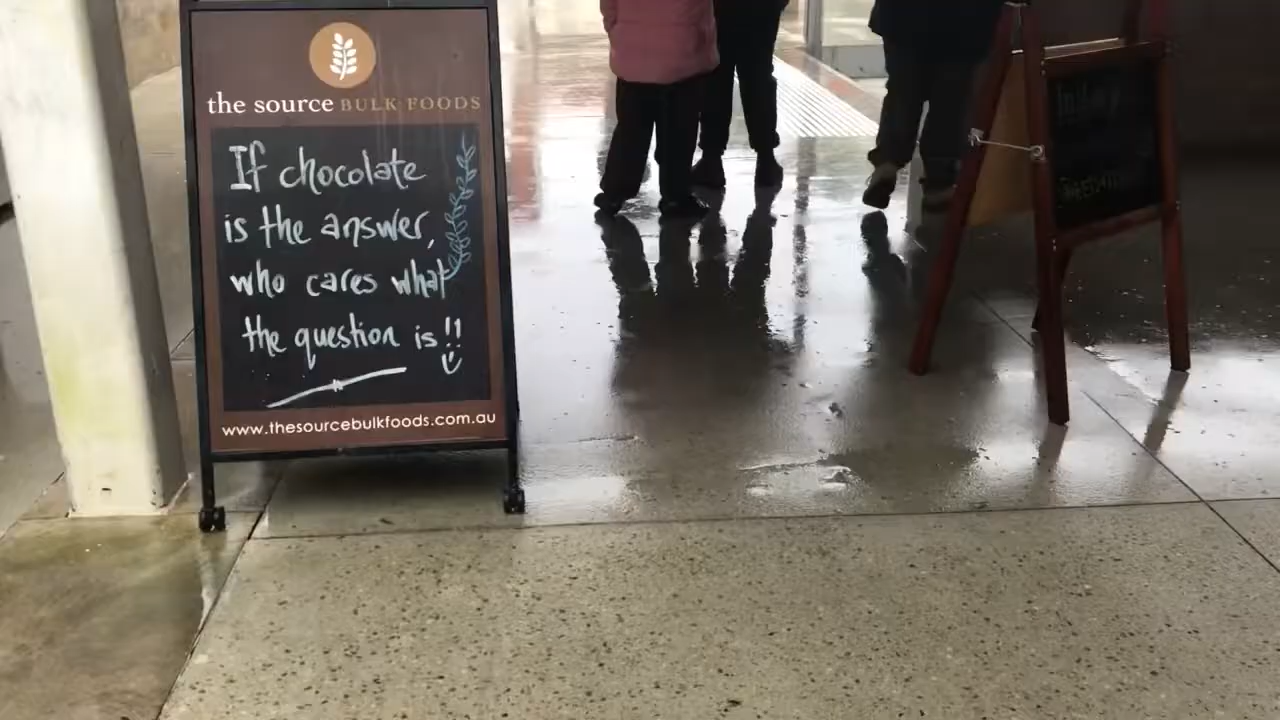 the source BULK FOODS
If chocolate
is the answer,
who cares what
the question is!!
www.thesourcebulkfoods.com.au